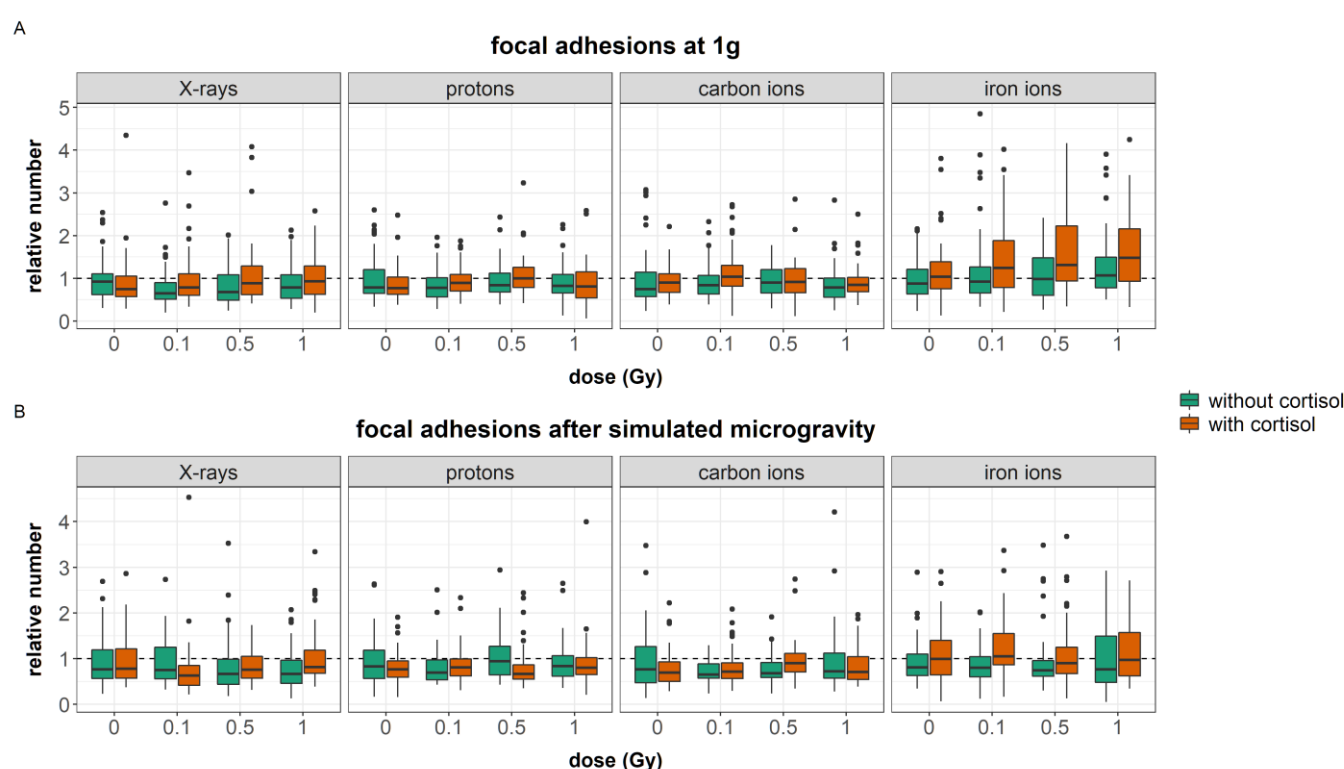 A
focal adhesions at 1g
X-rays protons carbon ions iron ions
relative number
5
4
3
2
1
0
0 0.1 0.5 1 0 0.1 0.5 1 0 0.1 0.5 1 0 0.1 0.5 1
dose (Gy)
without cortisol
with cortisol
B
focal adhesions after simulated microgravity
X-rays protons carbon ions iron ions
relative number
4
3
2
1
0
0 0.1 0.5 1 0 0.1 0.5 1 0 0.1 0.5 1 0 0.1 0.5 1
dose (Gy)